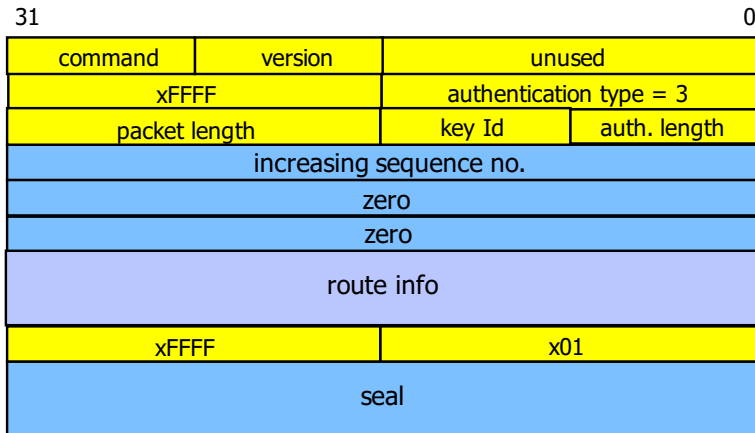 31 0
command version unused
xFFFF authentication type = 3
packet length key Id auth. length
increasing sequence no.
zero
zero
route info
xFFFF x01
seal